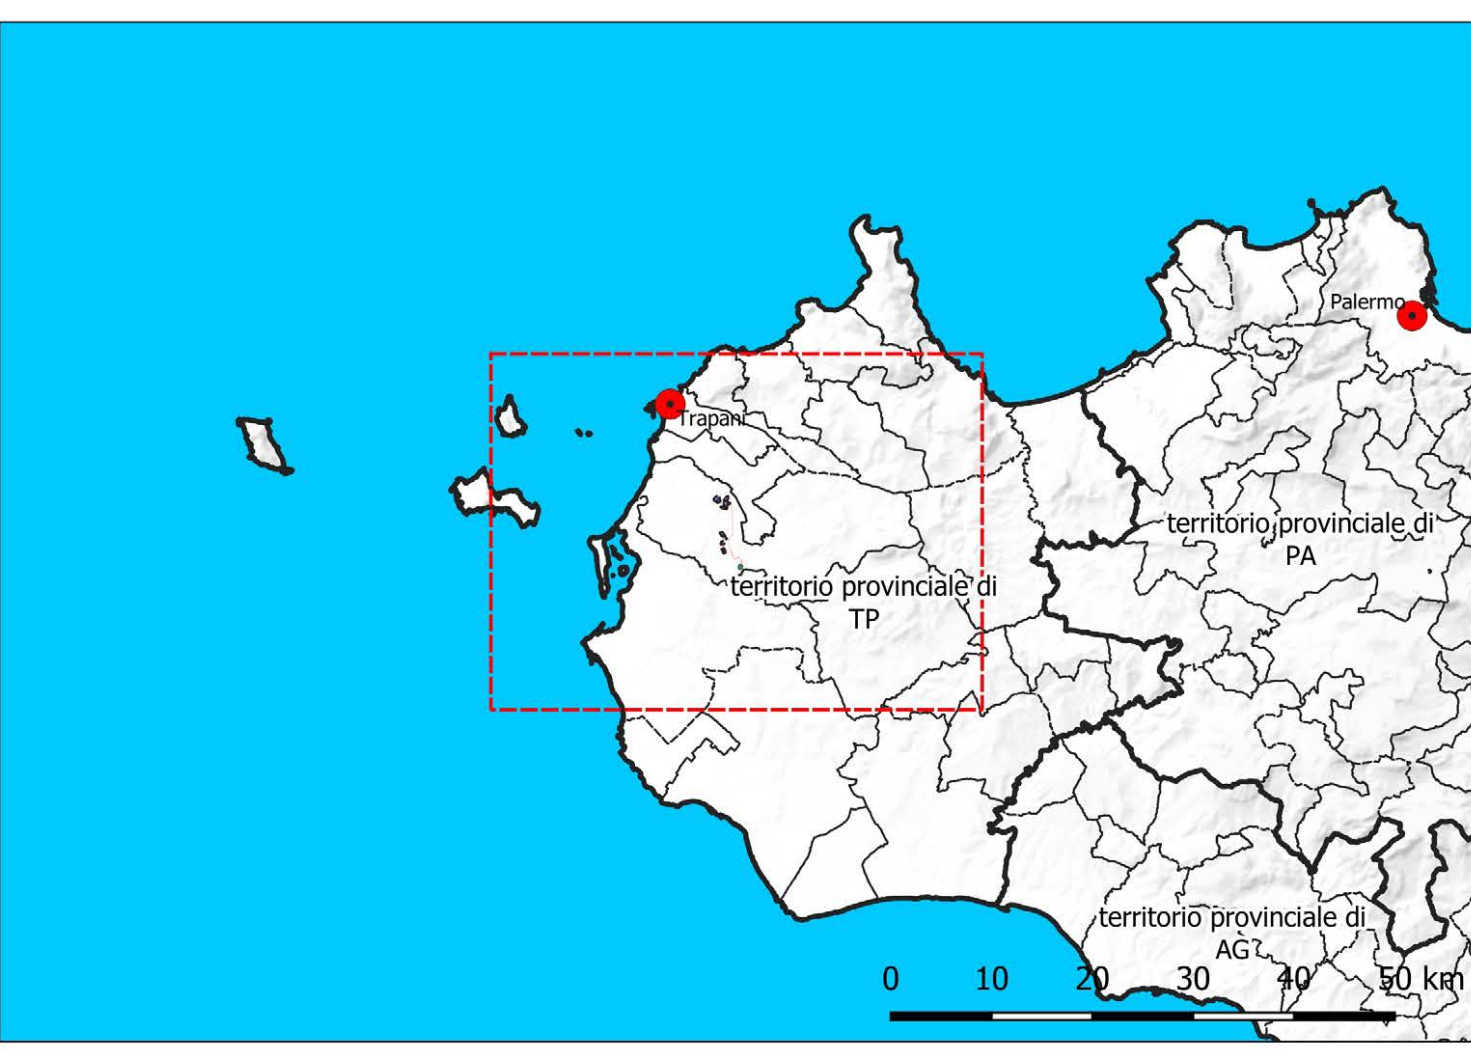 Palermo
Trapani
territorio provinciale di
PA
territorio provinciale di
TP
territorio provinciale di
AG
0 10 20 30 40 50 km